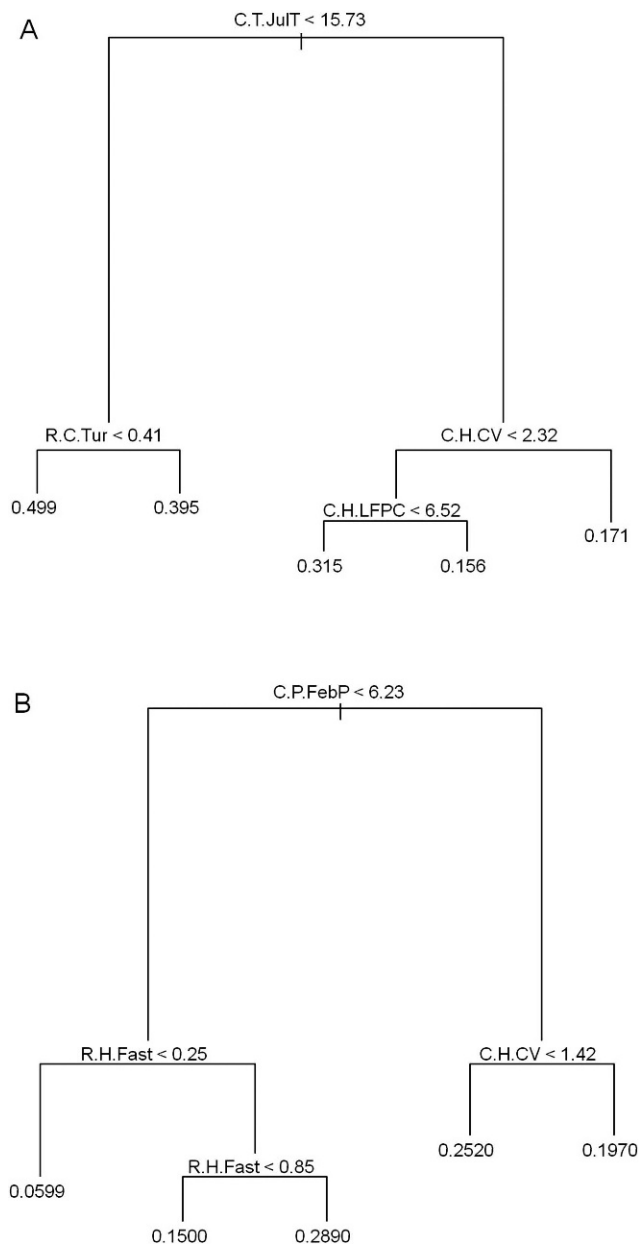 A
C.T.JulT < 15.73
R.C.Tur < 0.41
C.H.CV < 2.32
0.499
0.395
C.H.LFPC < 6.52
0.171
0.315
0.156
B
C.P.FebP < 6.23
R.H.Fast < 0.25
C.H.CV < 1.42
0.2520
0.1970
R.H.Fast < 0.85
0.0599
0.1500
0.2890